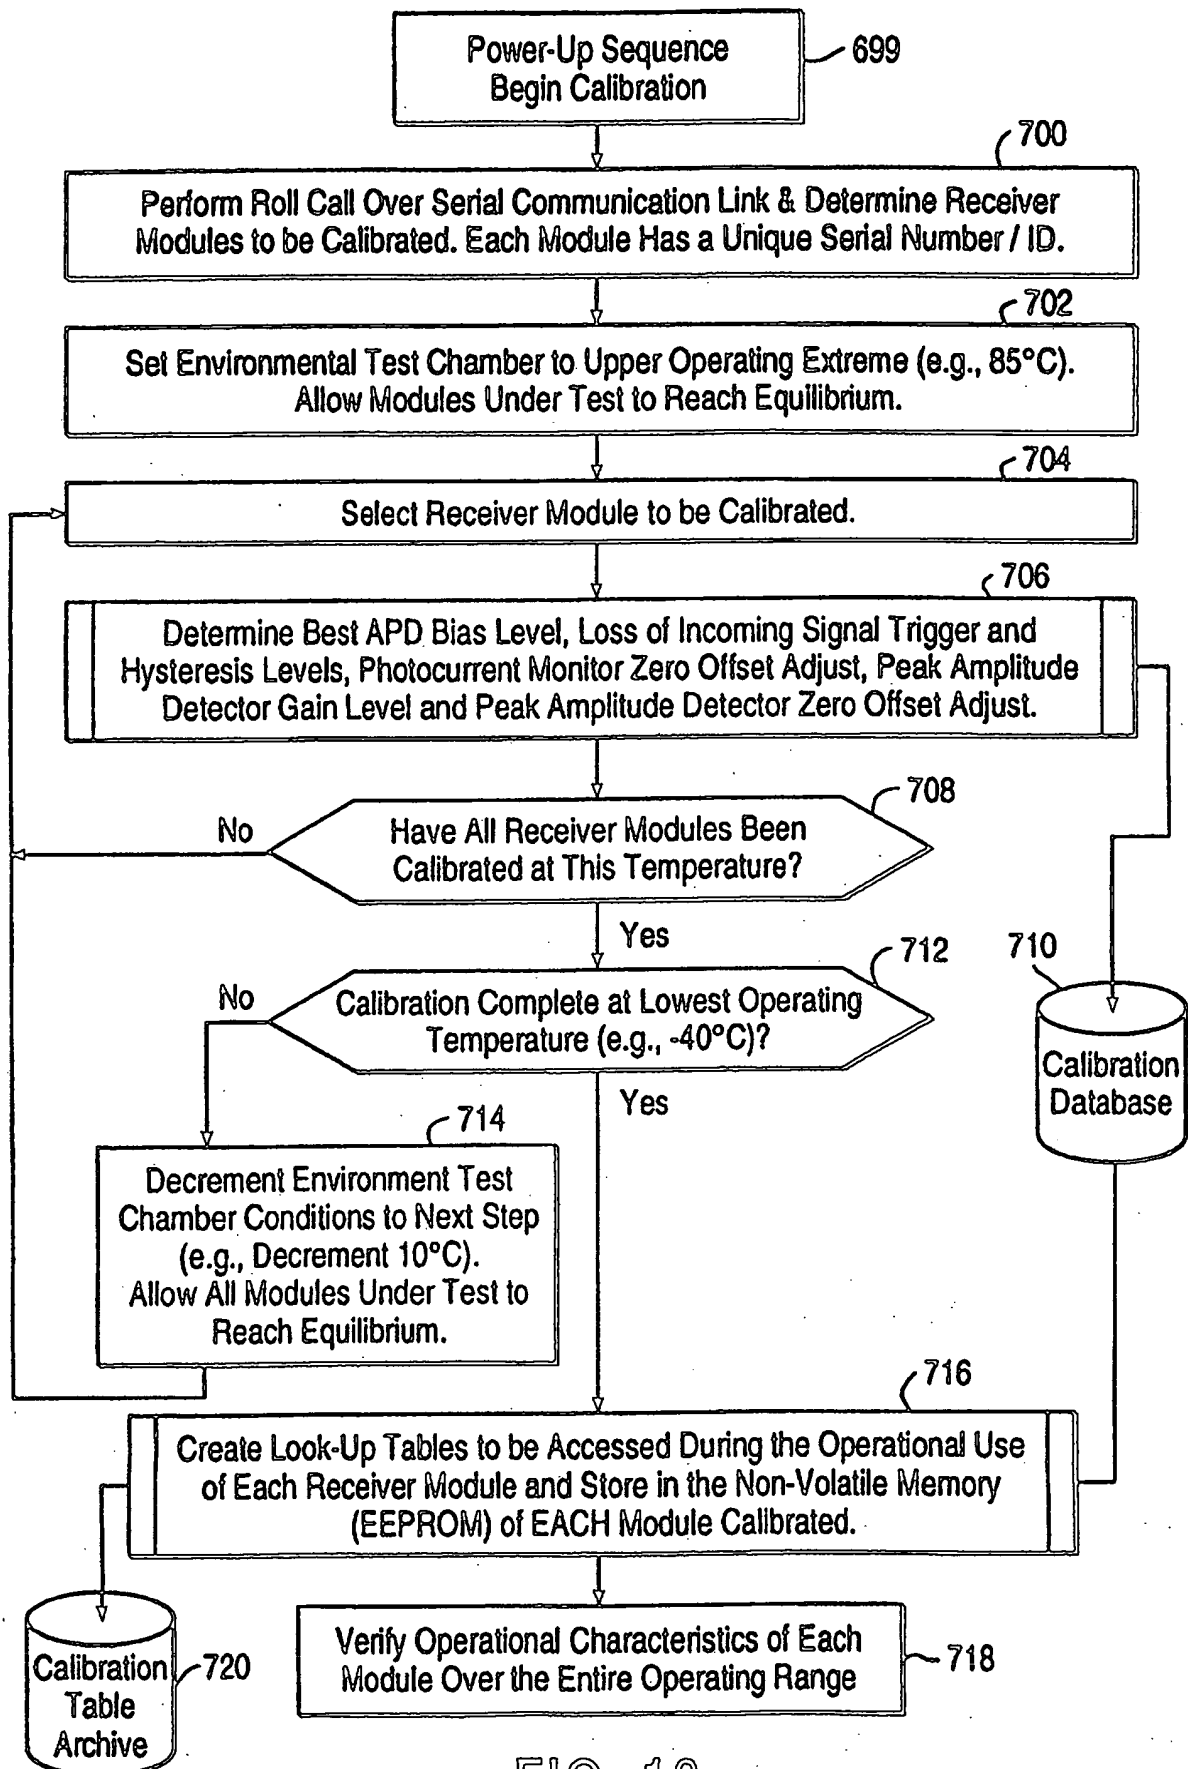 Power-Up Sequence
Begin Calibration
699
700
Perform Roll Call Over Serial Communication Link & Determine Receiver
Modules to be Calibrated. Each Module Has a Unique Serial Number / ID.
702
Set Environmental Test Chamber to Upper Operating Extreme (e.g., 85°C).
Allow Modules Under Test to Reach Equilibrium.
704
Select Receiver Module to be Calibrated.
706
Determine Best APD Bias Level, Loss of Incoming Signal Trigger and
Hysteresis Levels, Photocurrent Monitor Zero Offset Adjust, Peak Amplitude
Detector Gain Level and Peak Amplitude Detector Zero Offset Adjust.
708
No
Have All Receiver Modules Been
Calibrated at This Temperature?
Yes
712
710
No
Calibration Complete at Lowest Operating
Temperature (e.g., -40°C)?
Yes
Calibration
Database
714
Decrement Environment Test
Chamber Conditions to Next Step
(e.g., Decrement 10°C).
Allow All Modules Under Test to
Reach Equilibrium.
716
Create Look-Up Tables to be Accessed During the Operational Use
of Each Receiver Module and Store in the Non-Volatile Memory
(EEPROM) of EACH Module Calibrated.
Verify Operational Characteristics of Each
Module Over the Entire Operating Range
718
Calibration
Table
Archive
720